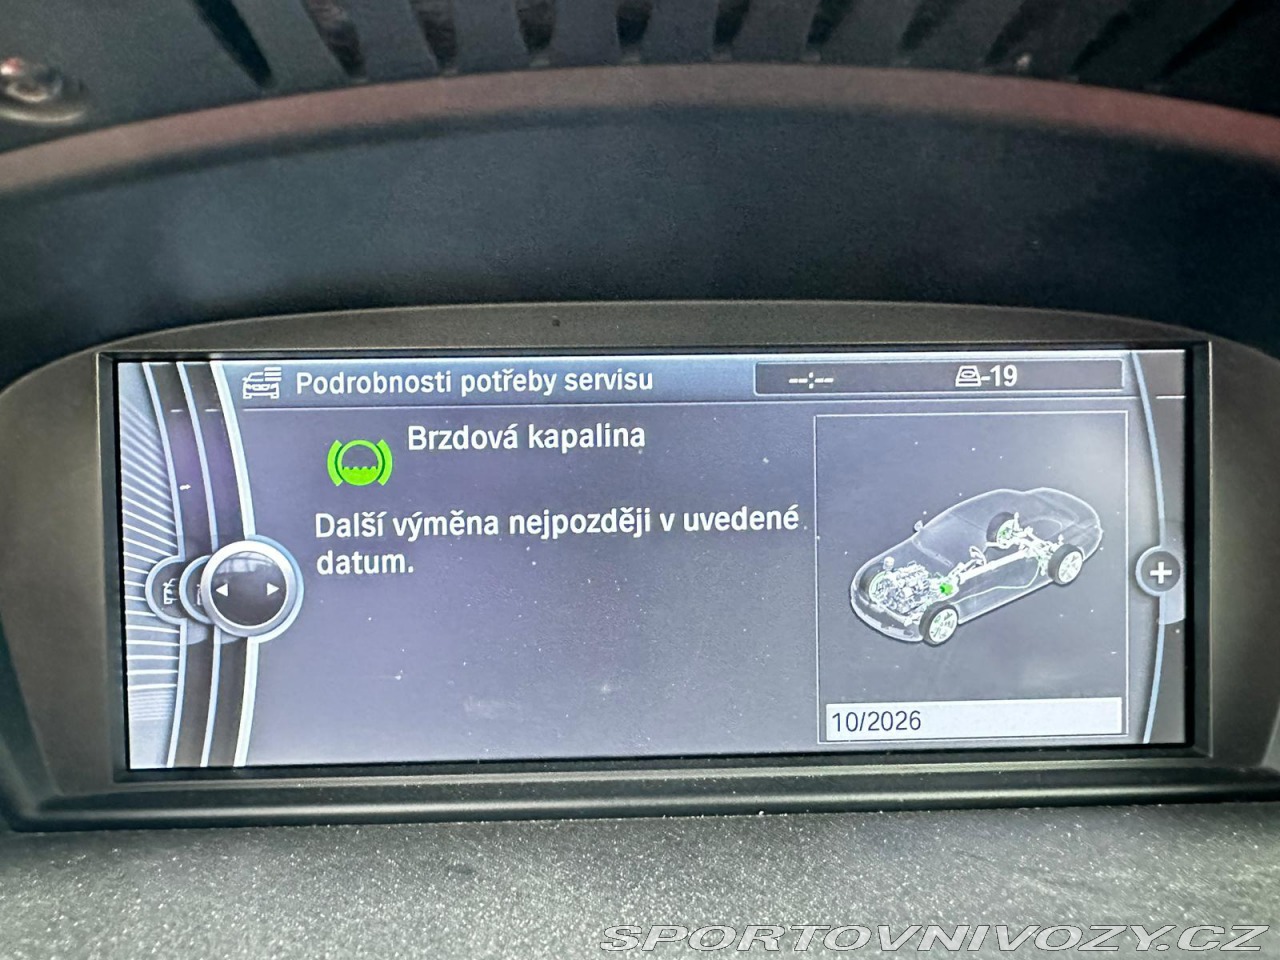 Podrobnosti potřeby servisu
--:--
-19
Brzdová kapalina
Další výměna nejpozději v uvedené
datum.
10/2026
SPORTOVNIVOZY.CZ